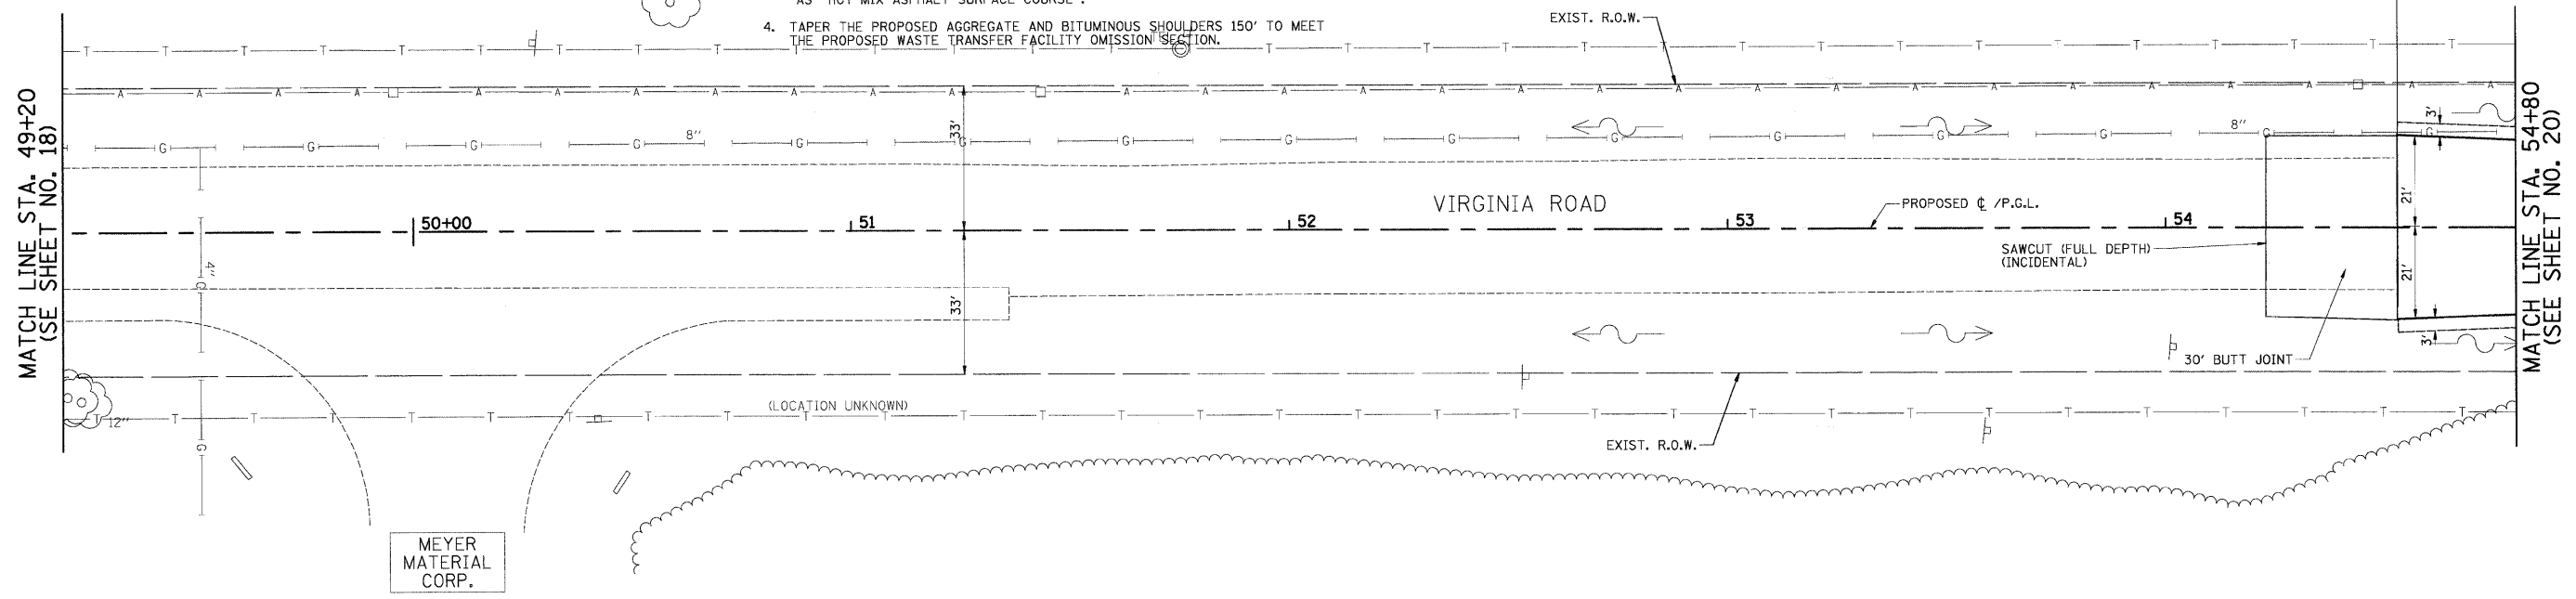 AS "HOT MIX ASPHALT SURFACE COURSE".
4. TAPER THE PROPOSED AGGREGATE AND BITUMINOUS SHOULDERS 150' TO MEET
THE PROPOSED WASTE TRANSFER FACILITY OMISSION SECTION.
EXIST. R.O.W.
MATCH LINE STA. 49+20
(SE SHEET NO. 18)
MATCH LINE STA. 54+80
(SEE SHEET NO. 20)
8"
8"
33'
3'
VIRGINIA ROAD
PROPOSED ℄ /P.G.L.
50+00
51
52
53
54
21'
21'
SAWCUT (FULL DEPTH)
(INCIDENTAL)
4"
33'
3'
30' BUTT JOINT
(LOCATION UNKNOWN)
12"
EXIST. R.O.W.
MEYER
MATERIAL
CORP.